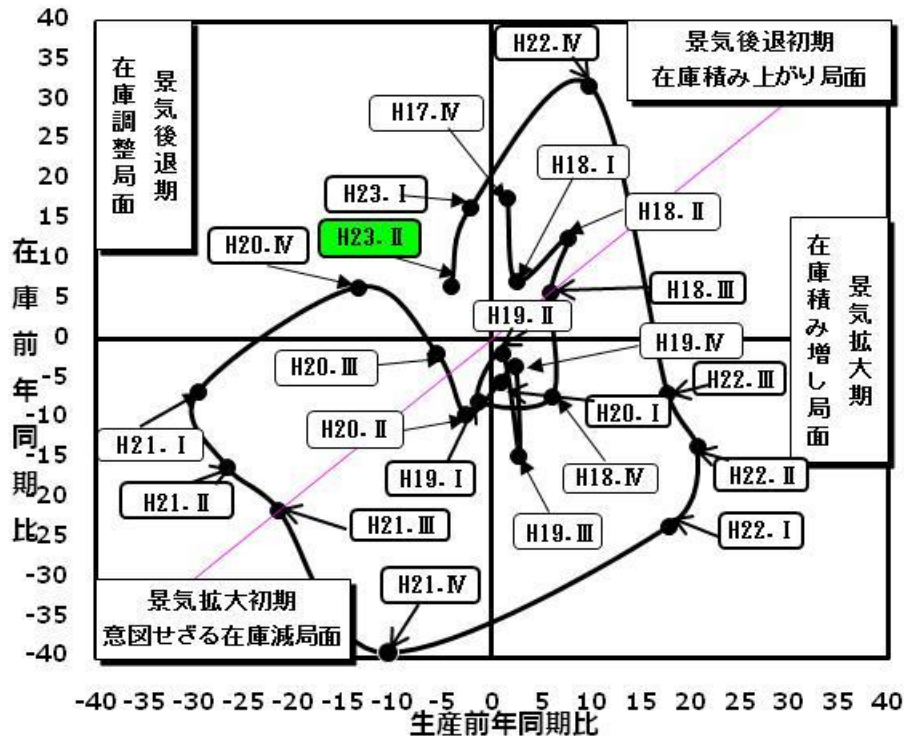 40
35
30
25
20
15
10
5
0
-5
-10
-15
-20
-25
-30
-35
-40
在庫前年同期比
景気後退期
在庫調整局面
景気後退初期
在庫積み上がり局面
H22.Ⅳ
H17.Ⅳ
H18.Ⅰ
H23.Ⅰ
H18.Ⅱ
H23.Ⅱ
H20.Ⅳ
景気拡大期
在庫積み増し局面
H18.Ⅲ
H19.Ⅱ
H19.Ⅳ
H20.Ⅲ
H22.Ⅲ
H20.Ⅰ
H20.Ⅱ
H21.Ⅰ
H22.Ⅱ
H19.Ⅰ
H18.Ⅳ
H21.Ⅱ
H21.Ⅲ
H19.Ⅲ
H22.Ⅰ
H21.Ⅳ
景気拡大初期
意図せざる在庫減局面
-40 -35 -30 -25 -20 -15 -10 -5 0 5 10 15 20 25 30 35 40
生産前年同期比